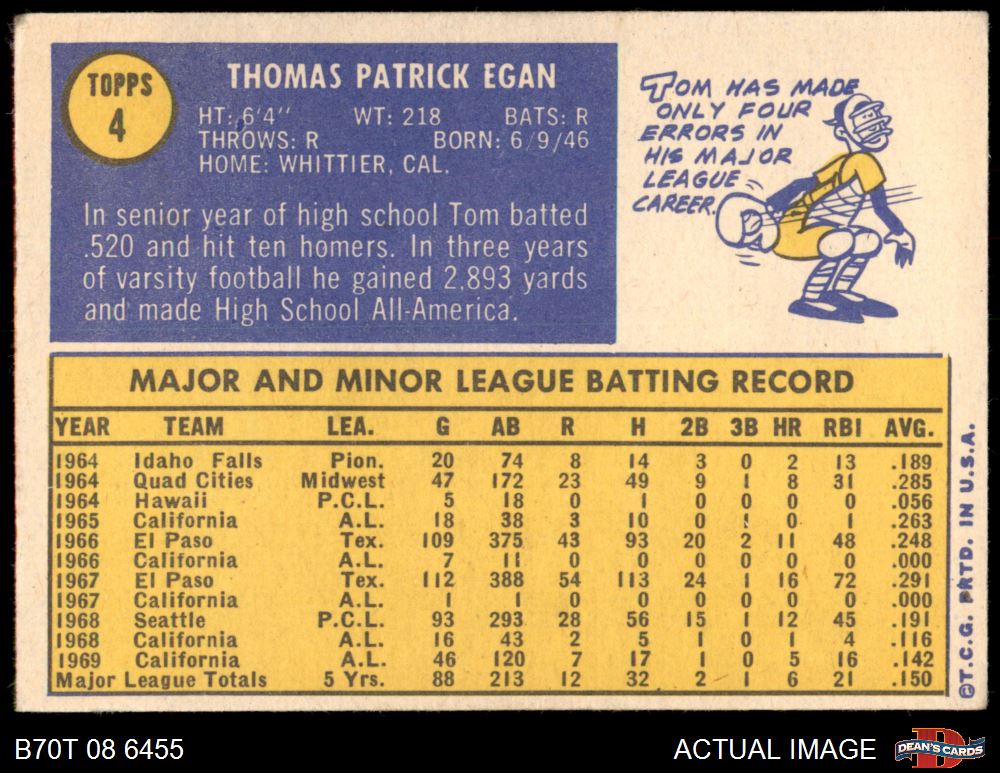 TOPPS
4
THOMAS PATRICK EGAN
HT: 6'4" WT: 218 BATS: R
THROWS: R BORN: 6/9/46
HOME: WHITTIER, CAL.
In senior year of high school Tom batted
.520 and hit ten homers. In three years
of varsity football he gained 2,893 yards
and made High School All-America.
TOM HAS MADE
ONLY FOUR
ERRORS IN
HIS MAJOR
LEAGUE
CAREER.
MAJOR AND MINOR LEAGUE BATTING RECORD
YEAR TEAM LEA. G AB R H 2B 3B HR RBI AVG.
1964 Idaho Falls Pion. 20 74 8 14 3 0 2 13 .189
1964 Quad Cities Midwest 47 172 23 49 9 1 8 31 .285
1964 Hawaii P.C.L. 5 18 0 1 0 0 0 0 .056
1965 California A.L. 18 38 3 10 0 1 0 1 .263
1966 El Paso Tex. 109 375 43 93 20 2 11 48 .248
1966 California A.L. 7 11 0 0 0 0 0 0 .000
1967 El Paso Tex. 112 388 54 113 24 1 16 72 .291
1967 California A.L. 1 1 0 0 0 0 0 0 .000
1968 Seattle P.C.L. 93 293 28 56 15 1 12 45 .191
1968 California A.L. 16 43 2 5 1 0 1 4 .116
1969 California A.L. 46 120 7 17 1 0 5 16 .142
Major League Totals 5 Yrs. 88 213 12 32 2 1 6 21 .150
©T.C.G. PRTD. IN U.S.A.
B70T 08 6455
ACTUAL IMAGE
DEAN'S CARDS